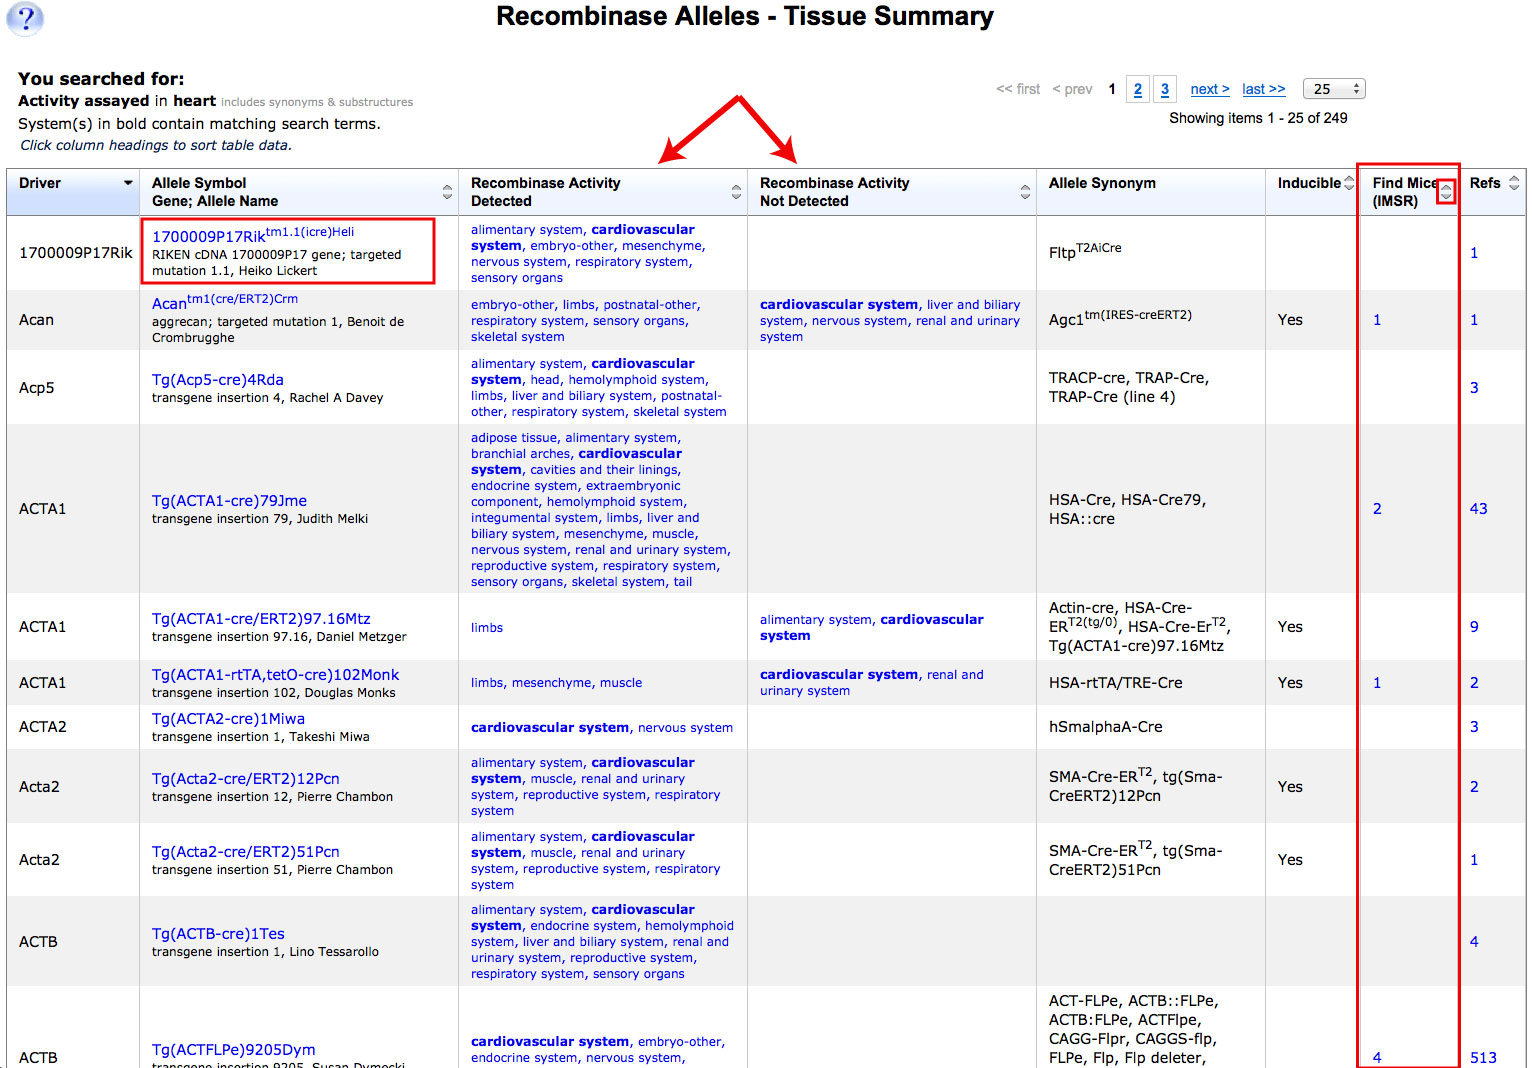 ?
Recombinase Alleles - Tissue Summary
You searched for:
Activity assayed in heart includes synonyms & substructures
System(s) in bold contain matching search terms.
Click column headings to sort table data.
<< first < prev 1 2 3 next > last >> 25
Showing items 1 - 25 of 249
Driver
Allele Symbol
Gene; Allele Name
Recombinase Activity
Detected
Recombinase Activity
Not Detected
Allele Synonym
Inducible
Find Mice
(IMSR)
Refs
1700009P17Rik
1700009P17Riktm1.1(icre)Heli
RIKEN cDNA 1700009P17 gene; targeted
mutation 1.1, Heiko Lickert
alimentary system, cardiovascular
system, embryo-other, mesenchyme,
nervous system, respiratory system,
sensory organs
FltpT2AiCre
1
Acan
Acantm1(cre/ERT2)Crm
aggrecan; targeted mutation 1, Benoit de
Crombrugghe
embryo-other, limbs, postnatal-other,
respiratory system, sensory organs,
skeletal system
cardiovascular system, liver and biliary
system, nervous system, renal and urinary
system
Agc1tm(IRES-creERT2)
Yes
1
1
Acp5
Tg(Acp5-cre)4Rda
transgene insertion 4, Rachel A Davey
alimentary system, cardiovascular
system, head, hemolymphoid system,
limbs, liver and biliary system, postnatal-
other, respiratory system, skeletal system
TRACP-cre, TRAP-Cre,
TRAP-Cre (line 4)
3
ACTA1
Tg(ACTA1-cre)79Jme
transgene insertion 79, Judith Melki
adipose tissue, alimentary system,
branchial arches, cardiovascular
system, cavities and their linings,
endocrine system, extraembryonic
component, hemolymphoid system,
integumental system, limbs, liver and
biliary system, mesenchyme, muscle,
nervous system, renal and urinary system,
reproductive system, respiratory system,
sensory organs, skeletal system, tail
HSA-Cre, HSA-Cre79,
HSA::cre
2
43
ACTA1
Tg(ACTA1-cre/ERT2)97.16Mtz
transgene insertion 97.16, Daniel Metzger
limbs
alimentary system, cardiovascular
system
Actin-cre, HSA-Cre-
ERT2(tg/0), HSA-Cre-ErT2,
Tg(ACTA1-cre)97.16Mtz
Yes
9
ACTA1
Tg(ACTA1-rtTA,tetO-cre)102Monk
transgene insertion 102, Douglas Monks
limbs, mesenchyme, muscle
cardiovascular system, renal and
urinary system
HSA-rtTA/TRE-Cre
Yes
1
2
ACTA2
Tg(ACTA2-cre)1Miwa
transgene insertion 1, Takeshi Miwa
cardiovascular system, nervous system
hSmalphaA-Cre
3
Acta2
Tg(Acta2-cre/ERT2)12Pcn
transgene insertion 12, Pierre Chambon
alimentary system, cardiovascular
system, muscle, renal and urinary
system, reproductive system, respiratory
system
SMA-Cre-ERT2, tg(Sma-
CreERT2)12Pcn
Yes
2
Acta2
Tg(Acta2-cre/ERT2)51Pcn
transgene insertion 51, Pierre Chambon
alimentary system, cardiovascular
system, muscle, renal and urinary
system, reproductive system, respiratory
system
SMA-Cre-ERT2, tg(Sma-
CreERT2)51Pcn
Yes
1
ACTB
Tg(ACTB-cre)1Tes
transgene insertion 1, Lino Tessarollo
alimentary system, cardiovascular
system, endocrine system, hemolymphoid
system, liver and biliary system, renal and
urinary system, reproductive system,
respiratory system, sensory organs
4
ACTB
Tg(ACTFLPe)9205Dym
transgene insertion 9205, Susan Dymecki
cardiovascular system, embryo-other,
endocrine system, nervous system,
ACT-FLPe, ACTB::FLPe,
ACTB:FLPe, ACTFlpe,
CAGG-Flpr, CAGGS-flp,
FLPe, Flp, Flp deleter,
4
513